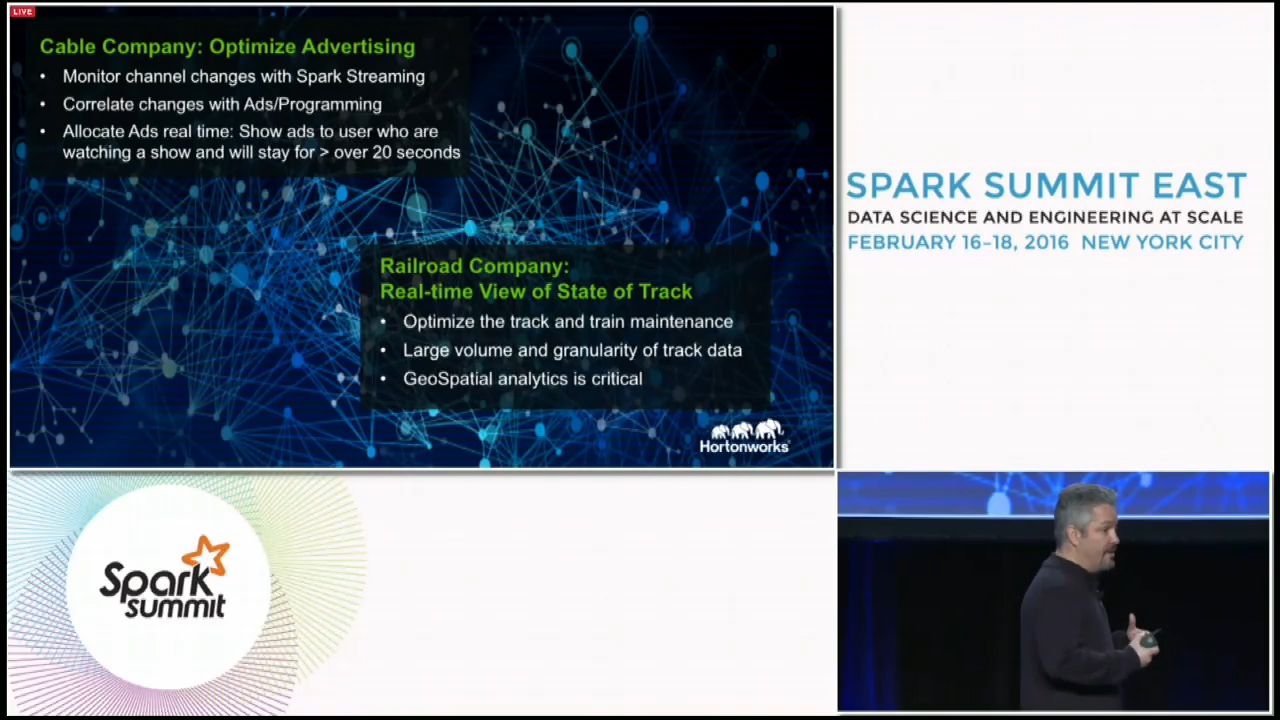 LIVE
Cable Company: Optimize Advertising
• Monitor channel changes with Spark Streaming
• Correlate changes with Ads/Programming
• Allocate Ads real time: Show ads to user who are
watching a show and will stay for > over 20 seconds
Railroad Company:
Real-time View of State of Track
• Optimize the track and train maintenance
• Large volume and granularity of track data
• GeoSpatial analytics is critical
Hortonworks
SPARK SUMMIT EAST
DATA SCIENCE AND ENGINEERING AT SCALE
FEBRUARY 16-18, 2016 NEW YORK CITY
Spark
summit